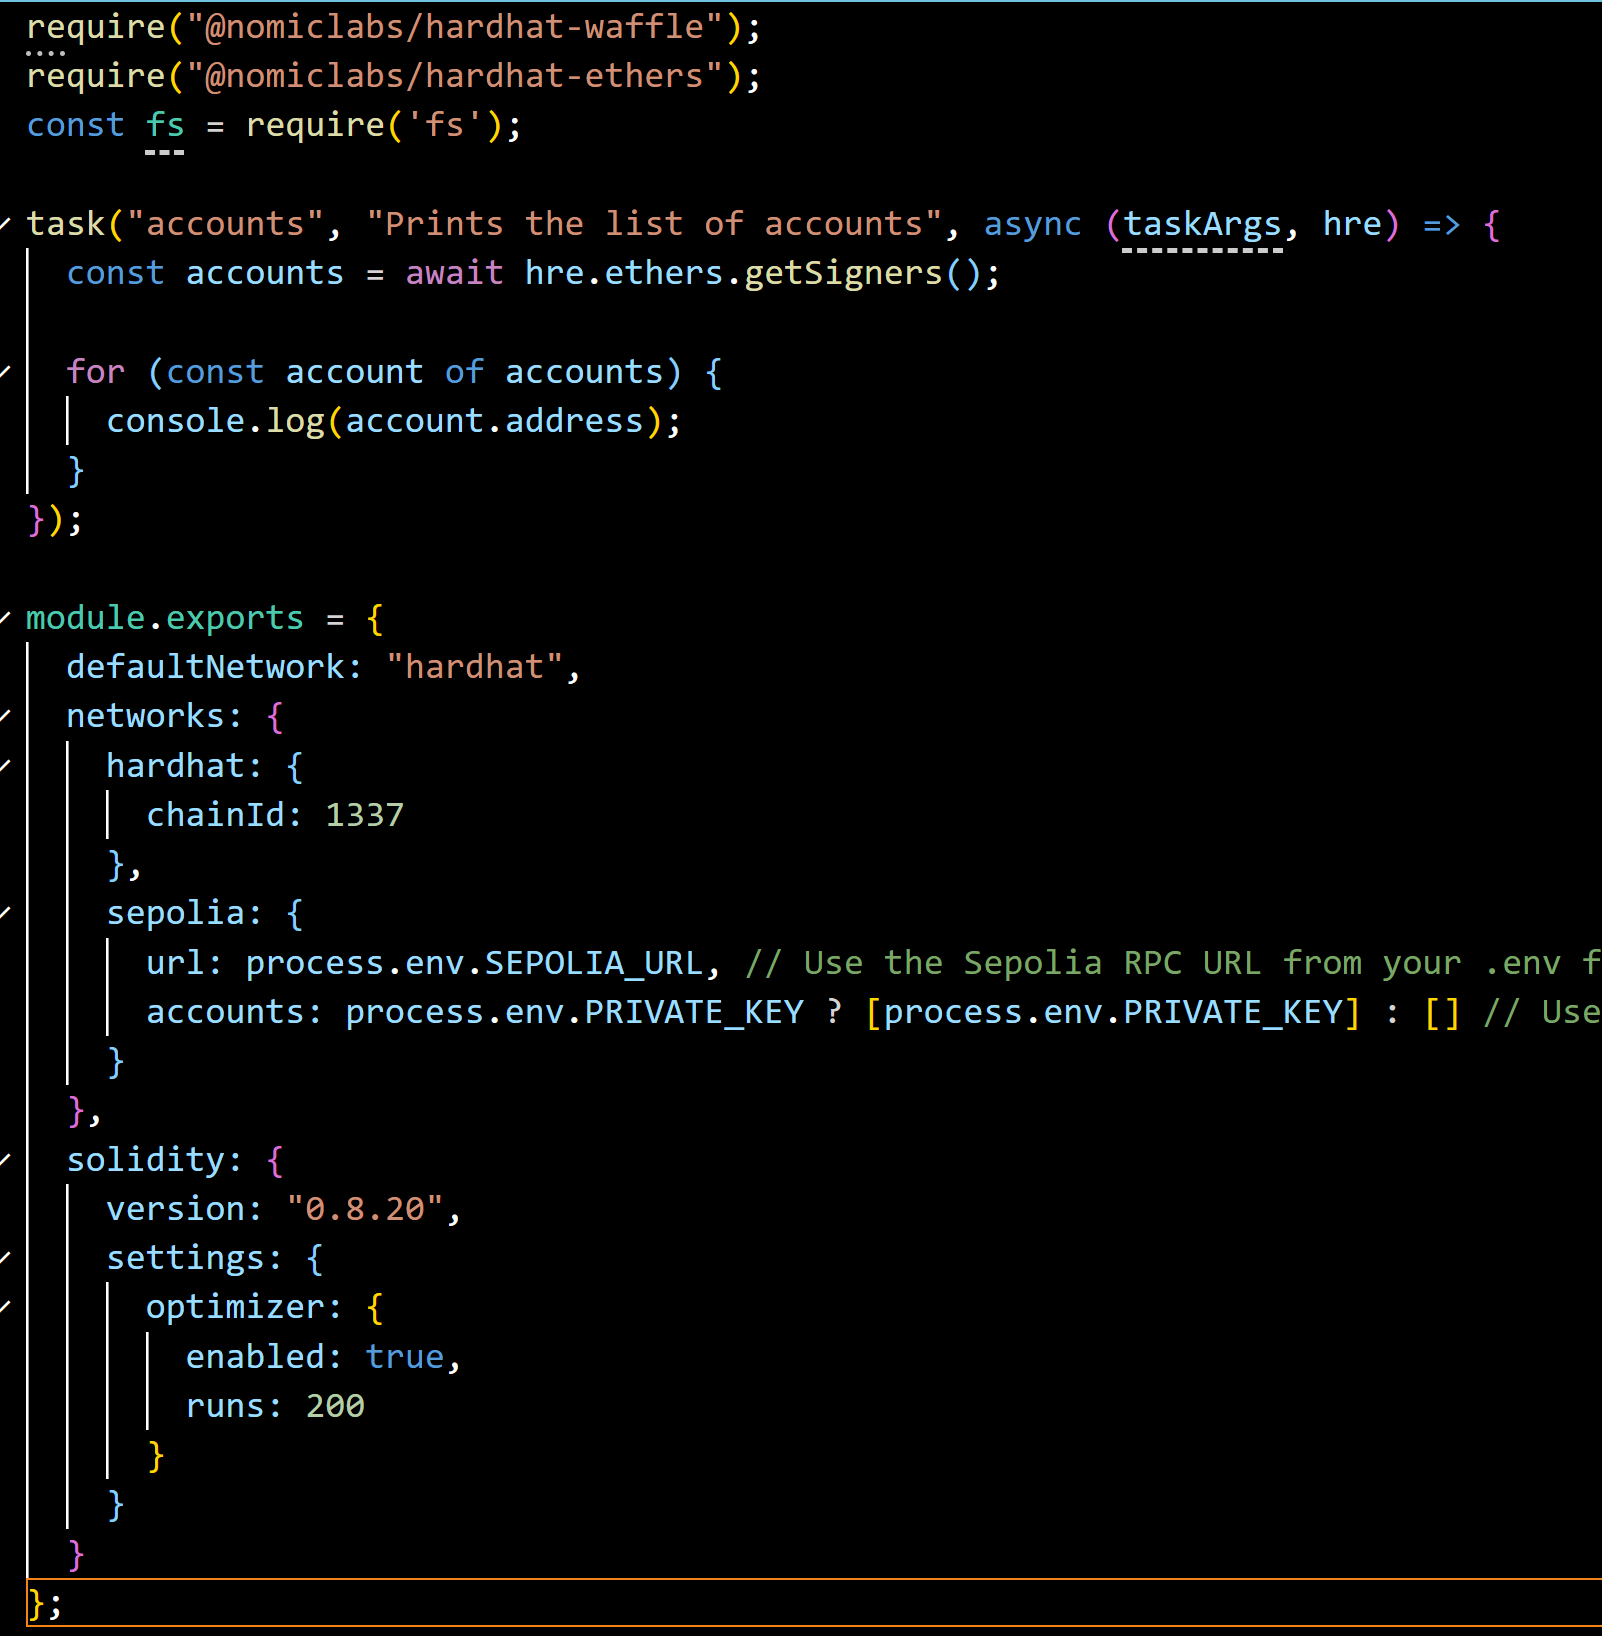 require("@nomiclabs/hardhat-waffle");
require("@nomiclabs/hardhat-ethers");
const fs = require('fs');
task("accounts", "Prints the list of accounts", async (taskArgs, hre) => {
  const accounts = await hre.ethers.getSigners();
  for (const account of accounts) {
    console.log(account.address);
  }
});
module.exports = {
  defaultNetwork: "hardhat",
  networks: {
    hardhat: {
      chainId: 1337
    },
    sepolia: {
      url: process.env.SEPOLIA_URL, // Use the Sepolia RPC URL from your .env f
      accounts: process.env.PRIVATE_KEY ? [process.env.PRIVATE_KEY] : [] // Use
    }
  },
  solidity: {
    version: "0.8.20",
    settings: {
      optimizer: {
        enabled: true,
        runs: 200
      }
    }
  }
};